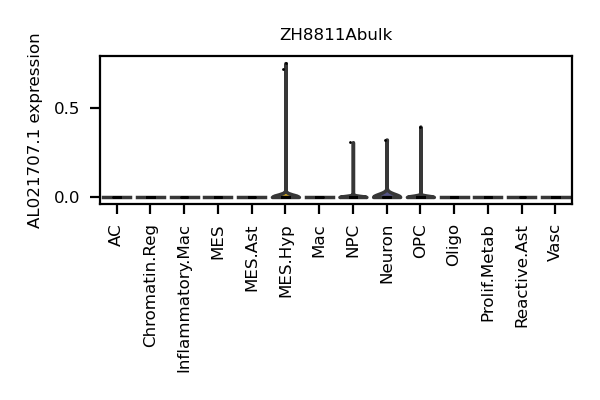 ZH8811Abulk
AL021707.1 expression
0.5
0.0
AC
Chromatin.Reg
Inflammatory.Mac
MES
MES.Ast
MES.Hyp
Mac
NPC
Neuron
OPC
Oligo
Prolif.Metab
Reactive.Ast
Vasc